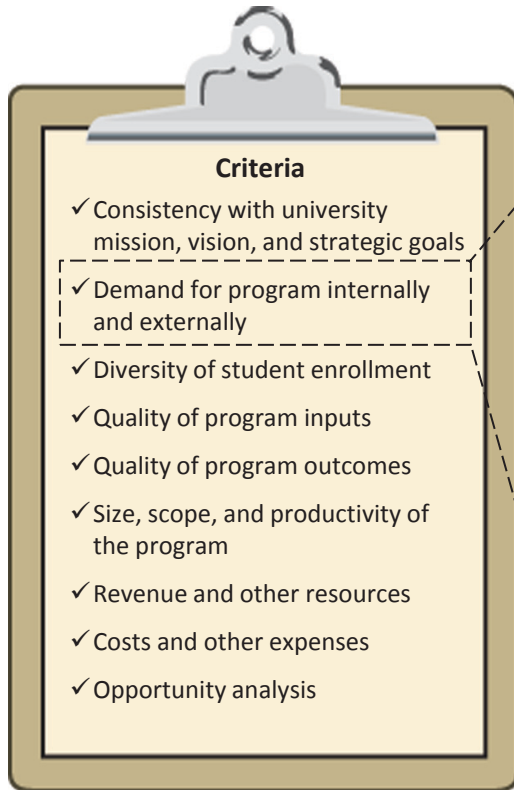 Criteria
✓ Consistency with university
mission, vision, and strategic goals
✓ Demand for program internally
and externally
✓ Diversity of student enrollment
✓ Quality of program inputs
✓ Quality of program outcomes
✓ Size, scope, and productivity of
the program
✓ Revenue and other resources
✓ Costs and other expenses
✓ Opportunity analysis